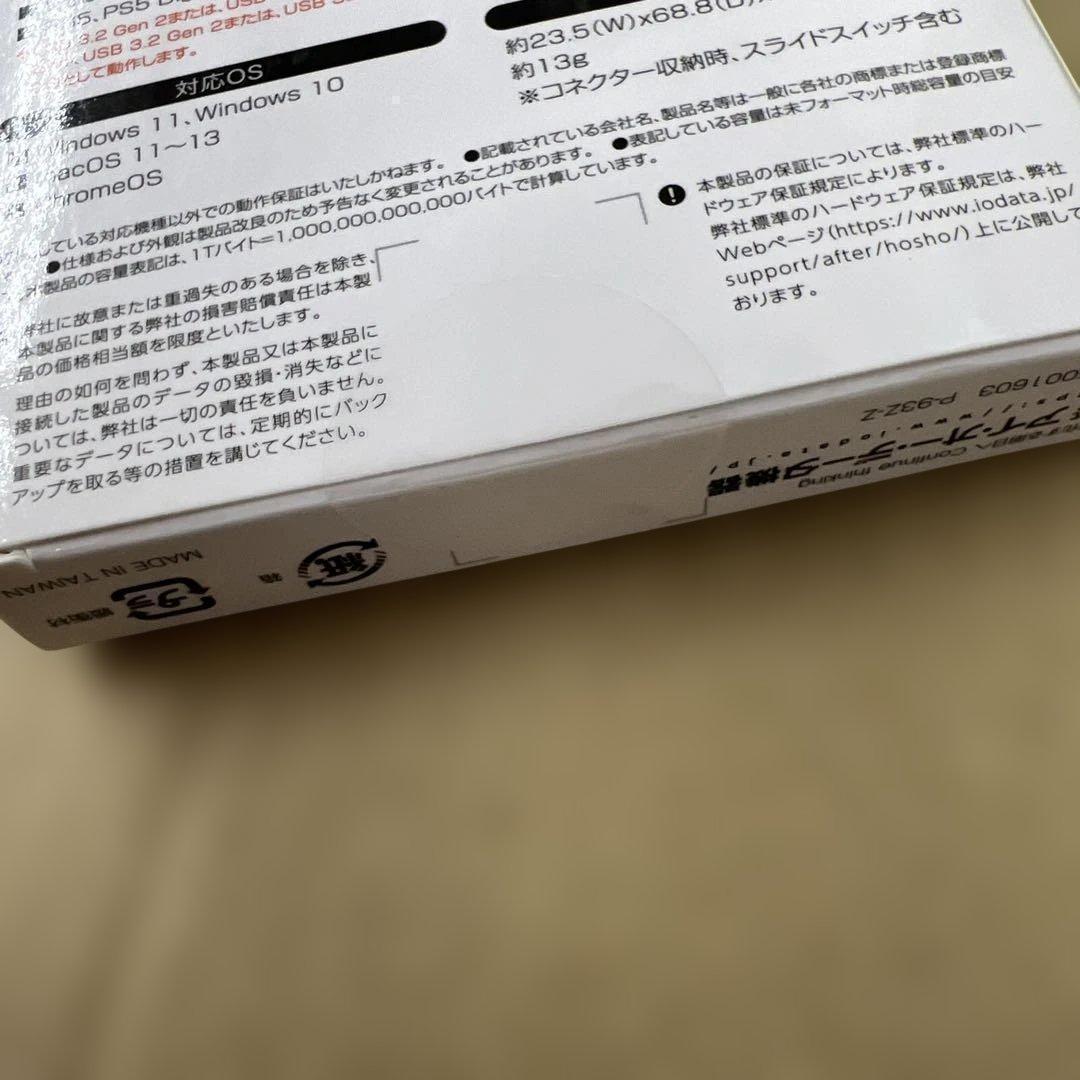 PS5 Di
3.2 Gen 2または、USB
USB 3.2 Gen 2または、USB 3.
として動作します。
対応OS
Windows 11、Windows 10
macOS 11〜13
ChromeOS
約23.5(W)x68.8(D)
約13g
※コネクター収納時、スライドスイッチ含む
している対応機種以外での動作保証はいたしかねます。 ●記載されている会社名、製品名等は一般に各社の商標または登録商標
●仕様および外観は製品改良のため予告なく変更されることがあります。 ●表記している容量は未フォーマット時総容量の目安
本製品の容量表記は、1Tバイト=1,000,000,000,000バイトで計算しています。
弊社に故意または重過失のある場合を除き、
本製品に関する弊社の損害賠償責任は本製
品の価格相当額を限度といたします。
理由の如何を問わず、本製品又は本製品に
接続した製品のデータの毀損・消失などに
ついては、弊社は一切の責任を負いません。
重要なデータについては、定期的にバック
アップを取る等の措置を講じてください。
本製品の保証については、弊社標準のハー
ドウェア保証規定によります。
弊社標準のハードウェア保証規定は、弊社
Webページ(https://www.iodata.jp/
support/after/hosho/)上に公開して
おります。
MADE IN TAIWAN
プラ
緩衝材
紙
箱
Continue thinking
アイ・オー・データ機器
001603 P-93Z-Z